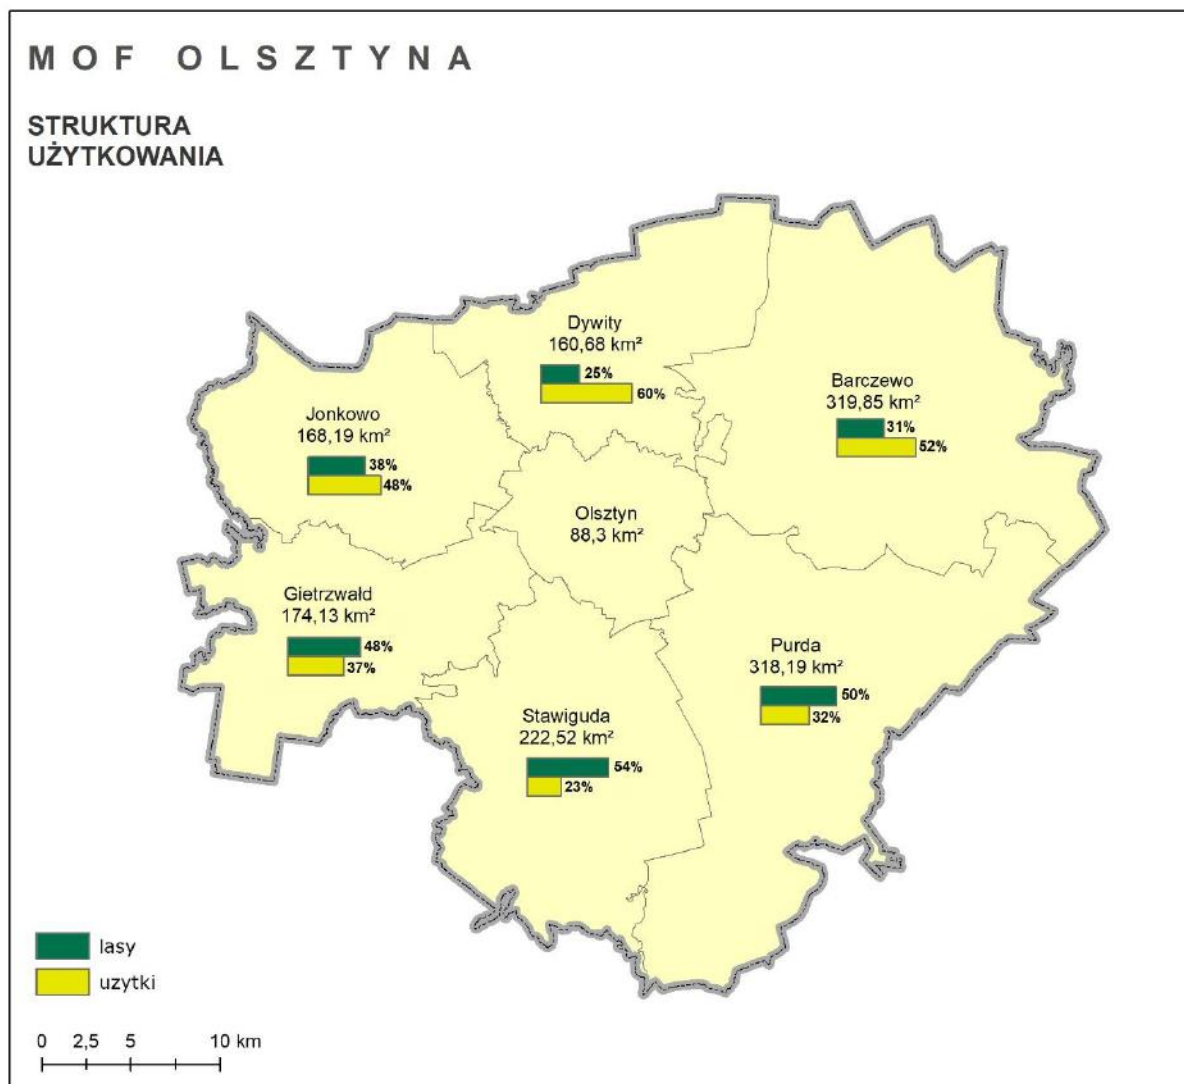 MOF OLSZTYNA
STRUKTURA
UŻYTKOWANIA
Dywity
160,68 km²
25%
60%
Barczewo
319,85 km²
31%
52%
Jonkowo
168,19 km²
38%
48%
Olsztyn
88,3 km²
Gietrzwałd
174,13 km²
48%
37%
Purda
318,19 km²
50%
32%
Stawiguda
222,52 km²
54%
23%
lasy
uzytki
0 2,5 5 10 km